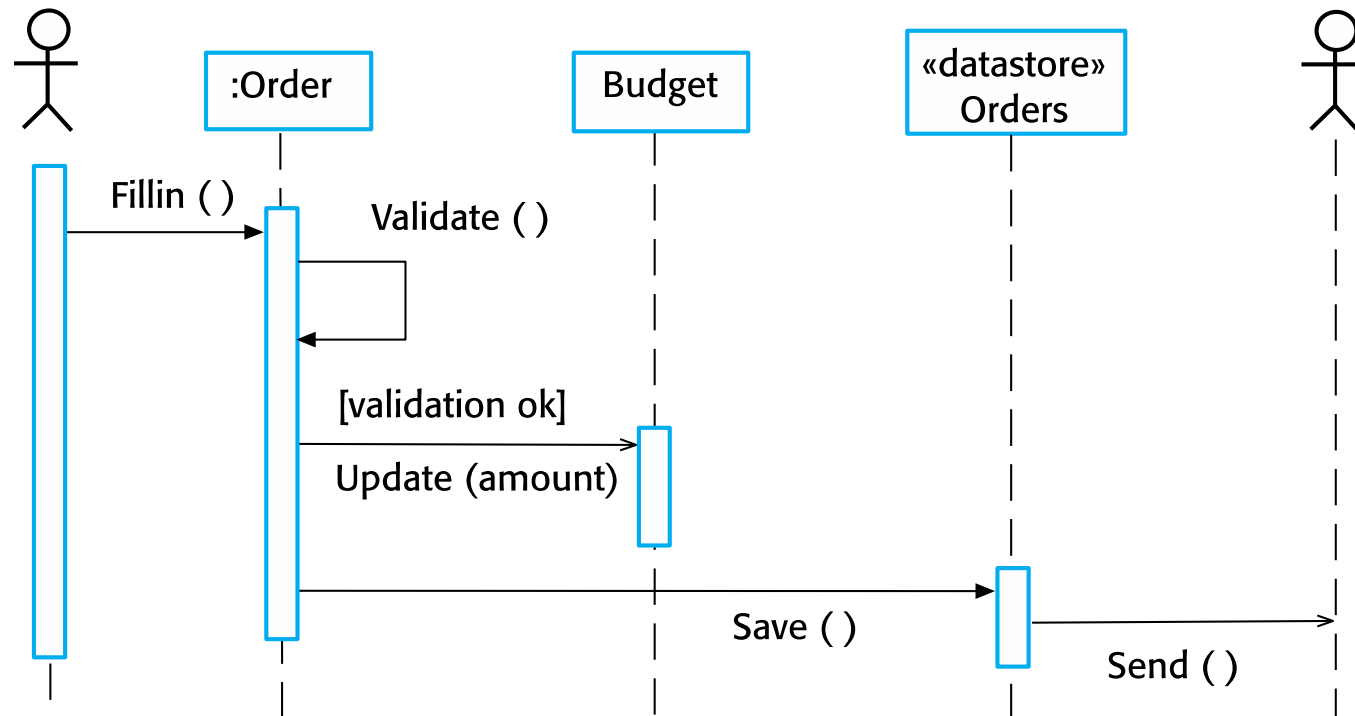 :Order
Budget
«datastore»
Orders
Fillin ( )
Validate ( )
[validation ok]
Update (amount)
Save ( )
Send ( )